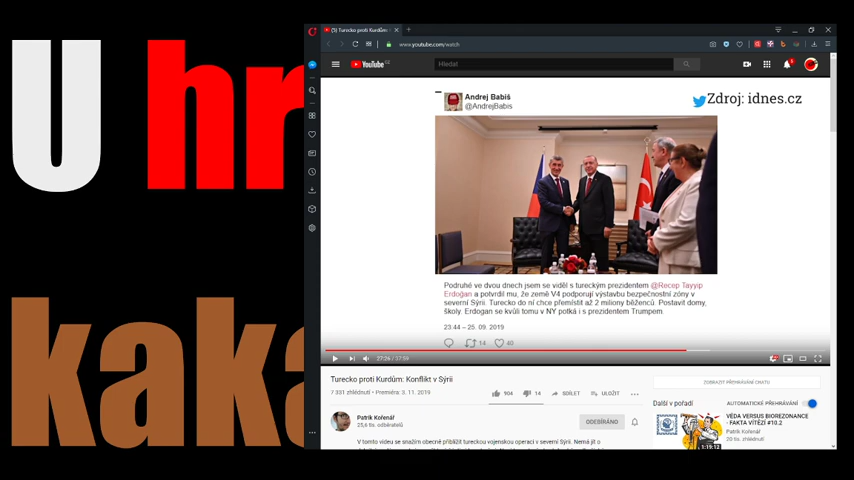 U hr
kaka
(5) Turecko proti Kurdům:
www.youtube.com/watch
YouTube CZ
Hledat
Andrej Babiš
@AndrejBabis
Zdroj: idnes.cz
Podruhé ve dvou dnech jsem se viděl s tureckým prezidentem @Recep Tayyip
Erdoğan a potvrdil mu, že země V4 podporují výstavbu bezpečnostní zóny v
severní Sýrii. Turecko do ní chce přemístit až 2 miliony běženců. Postavit domy,
školy. Erdogan se kvůli tomu v NY potká i s prezidentem Trumpem.
23:44 – 25. 09. 2019
14 40
27:26 / 37:59
Turecko proti Kurdům: Konflikt v Sýrii
7 331 zhlédnutí • Premiéra: 3. 11. 2019
904 14 SDÍLET ULOŽIT
Patrik Kořenář
25,6 tis. odběratelů
ODEBÍRÁNO
V tomto videu se snažím obecně přiblížit tureckou vojenskou operaci v severní Sýrii. Nemá jít o
ZOBRAZIT PŘEHRÁVÁNÍ CHATU
Další v pořadí
AUTOMATICKÉ PŘEHRÁVÁNÍ
VĚDA VERSUS BIOREZONANCE
- FAKTA VÍTĚZÍ #10.2
Patrik Kořenář
20 tis. zhlédnutí
1:19:12